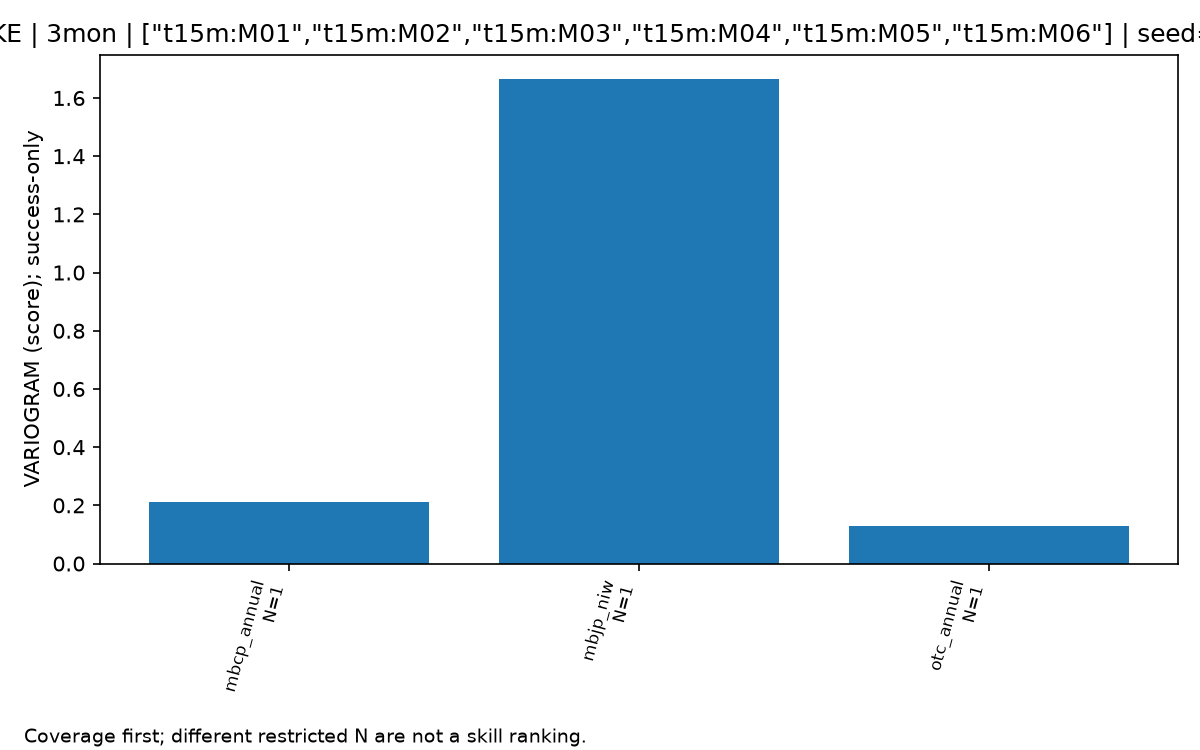 KE | 3mon | ["t15m:M01","t15m:M02","t15m:M03","t15m:M04","t15m:M05","t15m:M06"] | seed=
VARIOGRAM (score); success-only
1.6
1.4
1.2
1.0
0.8
0.6
0.4
0.2
0.0
mbcp_annual
N=1
mbjp_niw
N=1
otc_annual
N=1
Coverage first; different restricted N are not a skill ranking.